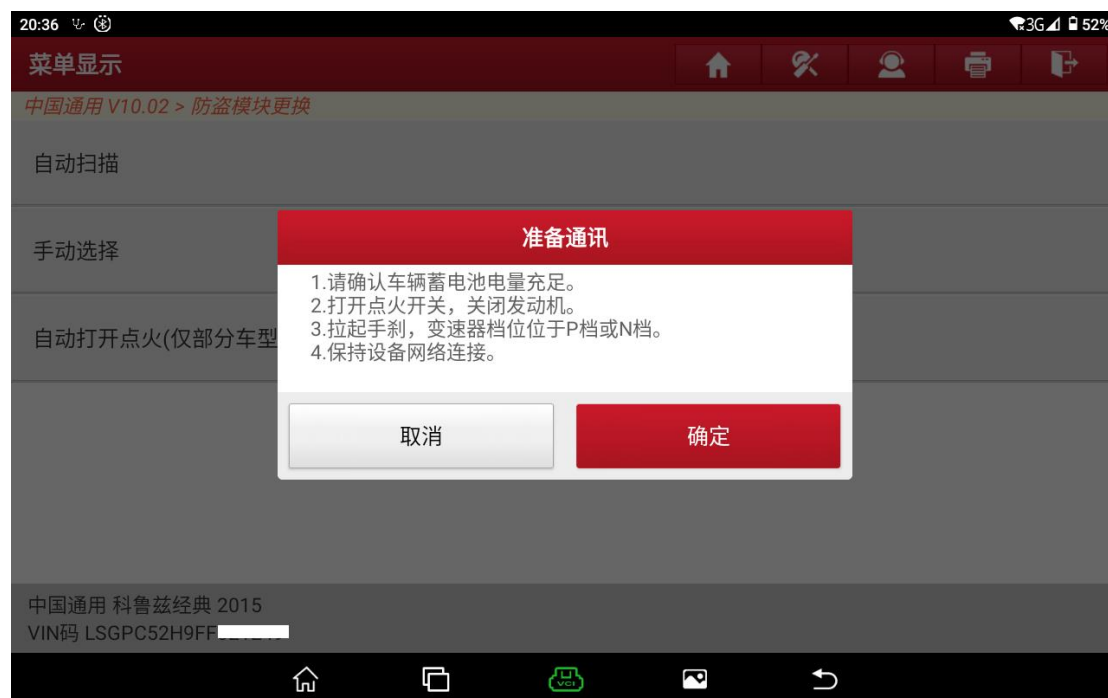 20:36
3G 52%
菜单显示
中国通用 V10.02 > 防盗模块更换
自动扫描
手动选择
自动打开点火(仅部分车型
准备通讯
1.请确认车辆蓄电池电量充足。
2.打开点火开关，关闭发动机。
3.拉起手刹，变速器档位位于P档或N档。
4.保持设备网络连接。
取消
确定
中国通用 科鲁兹经典 2015
VIN码 LSGPC52H9FF
VCI